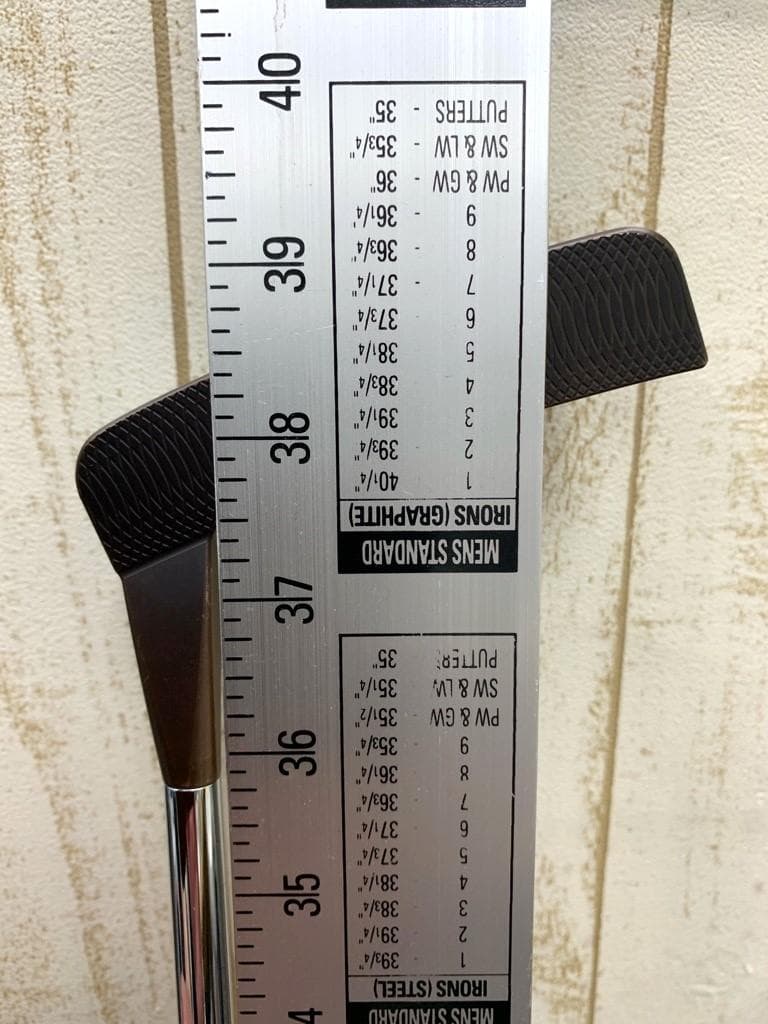 MENS STANDARD
IRONS (STEEL)
1 - 39 3/4"
2 - 39 1/4"
3 - 38 3/4"
4 - 38 1/4"
5 - 37 3/4"
6 - 37 1/4"
7 - 36 3/4"
8 - 36 1/4"
9 - 35 3/4"
PW & GW - 35 1/2"
SW & LW - 35 1/4"
PUTTERS - 35"
MENS STANDARD
IRONS (GRAPHITE)
1 - 40 1/4"
2 - 39 3/4"
3 - 39 1/4"
4 - 38 3/4"
5 - 38 1/4"
6 - 37 3/4"
7 - 37 1/4"
8 - 36 3/4"
9 - 36 1/4"
PW & GW - 36"
SW & LW - 35 3/4"
PUTTERS - 35"
40
39
38
37
36
35